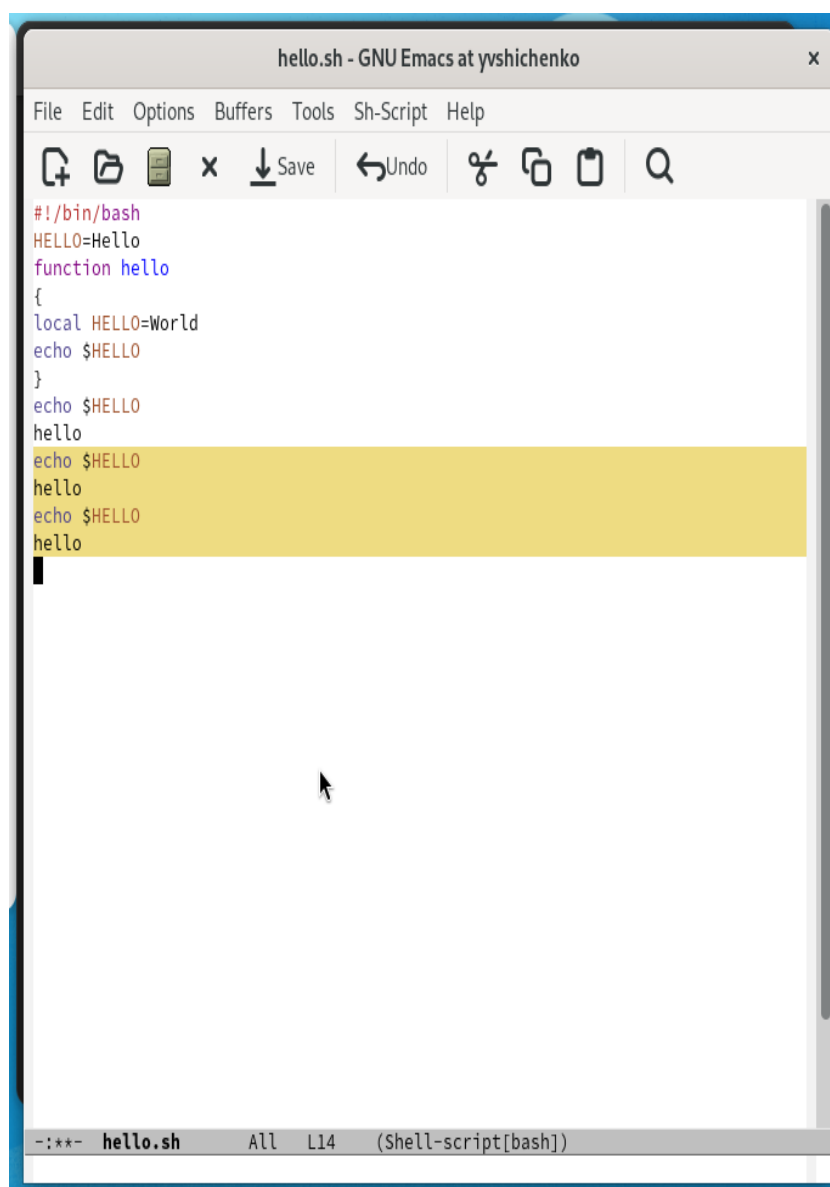 hello.sh - GNU Emacs at yvshichenko x
File Edit Options Buffers Tools Sh-Script Help
Save Undo
#!/bin/bash
HELLO=Hello
function hello
{
local HELLO=World
echo $HELLO
}
echo $HELLO
hello
echo $HELLO
hello
echo $HELLO
hello
-:**- hello.sh All L14 (Shell-script[bash])